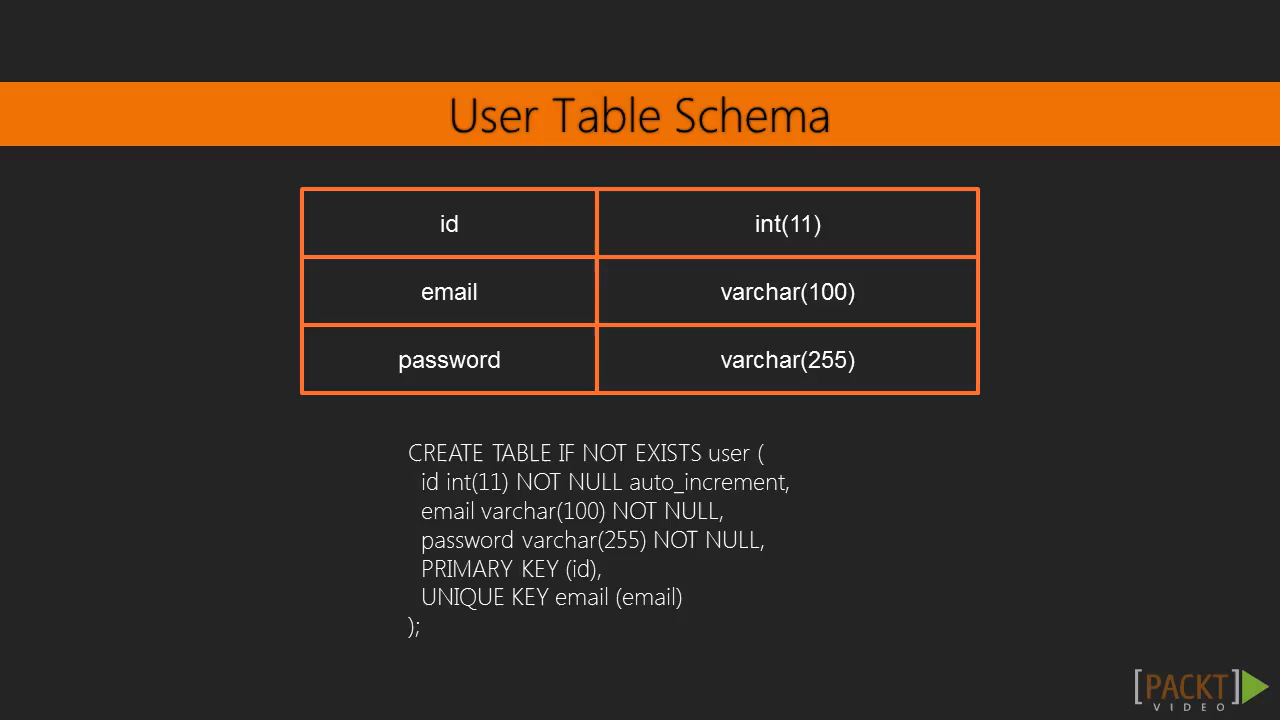 User Table Schema
id int(11)
email varchar(100)
password varchar(255)
CREATE TABLE IF NOT EXISTS user (
id int(11) NOT NULL auto_increment,
email varchar(100) NOT NULL,
password varchar(255) NOT NULL,
PRIMARY KEY (id),
UNIQUE KEY email (email)
);
[PACKT]
VIDEO